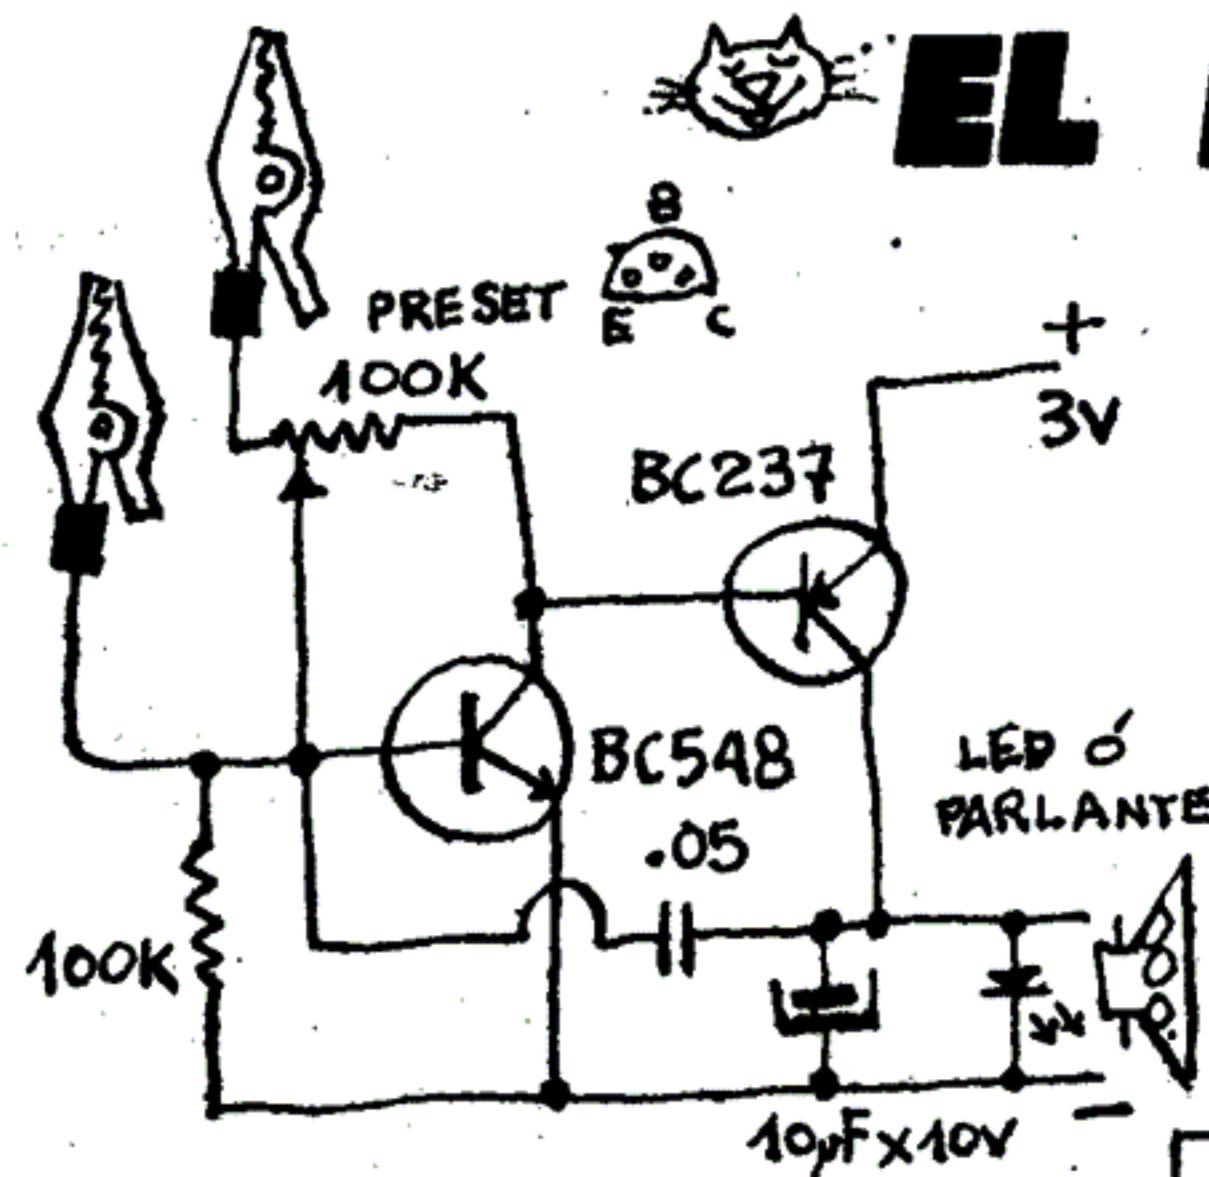 EL
B
E C
PRESET
100K
+
3V
BC237
BC548
LED Ó
PARLANTE
.05
100K
-
10µF x 10V